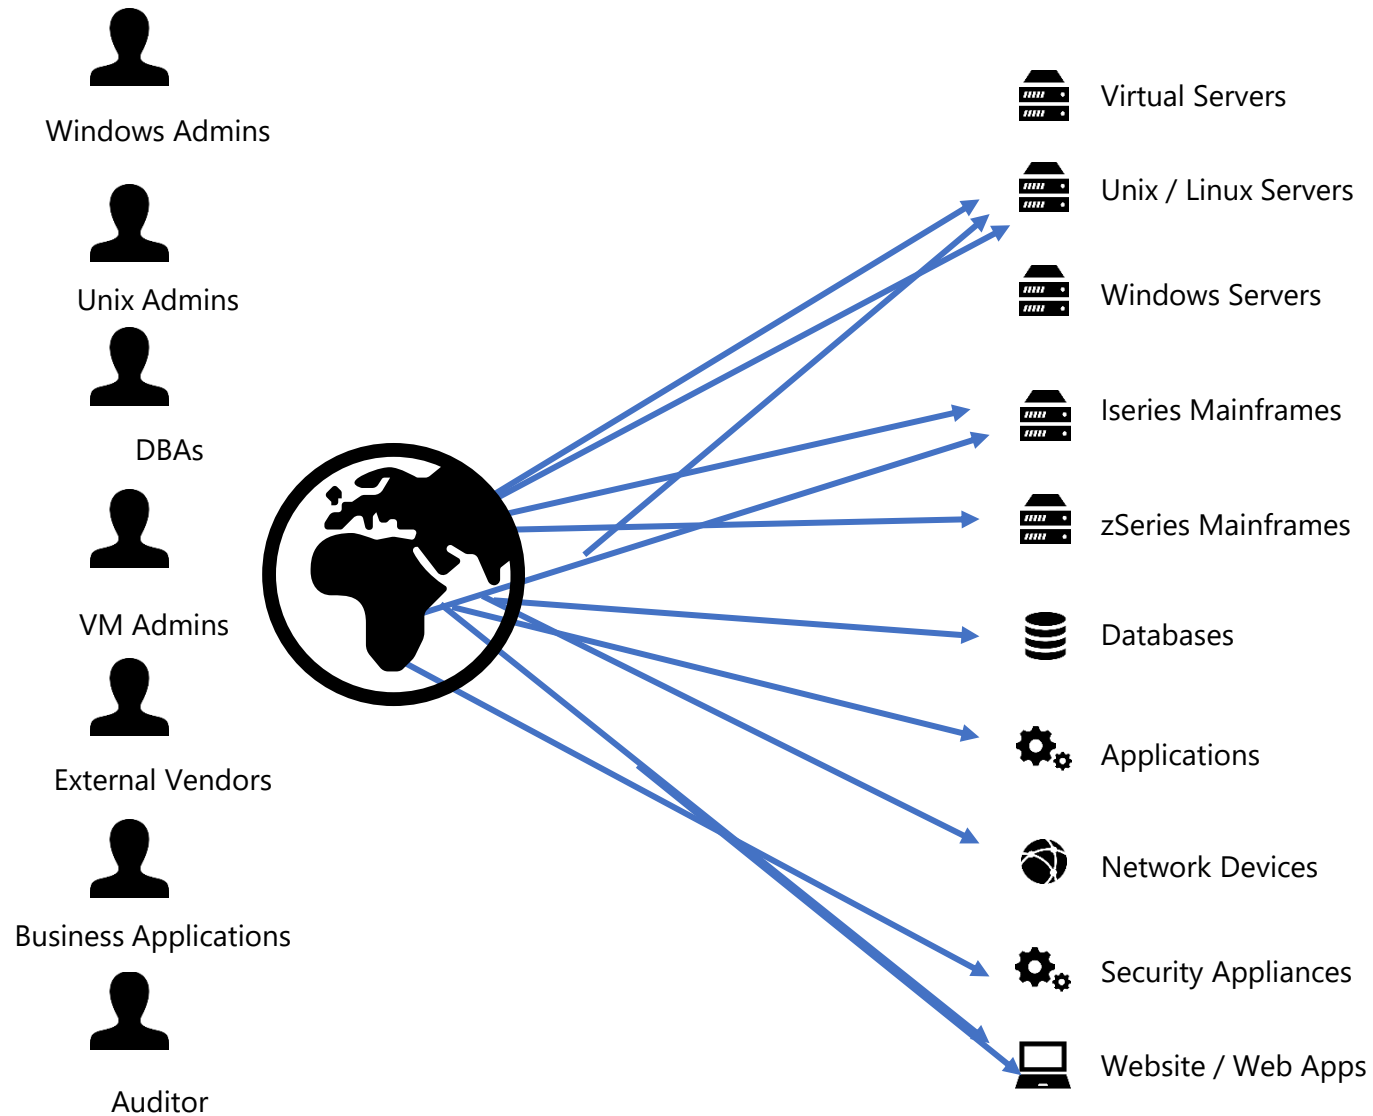 Windows Admins
Unix Admins
DBAs
VM Admins
External Vendors
Business Applications
Auditor
Virtual Servers
Unix / Linux Servers
Windows Servers
Iseries Mainframes
zSeries Mainframes
Databases
Applications
Network Devices
Security Appliances
Website / Web Apps